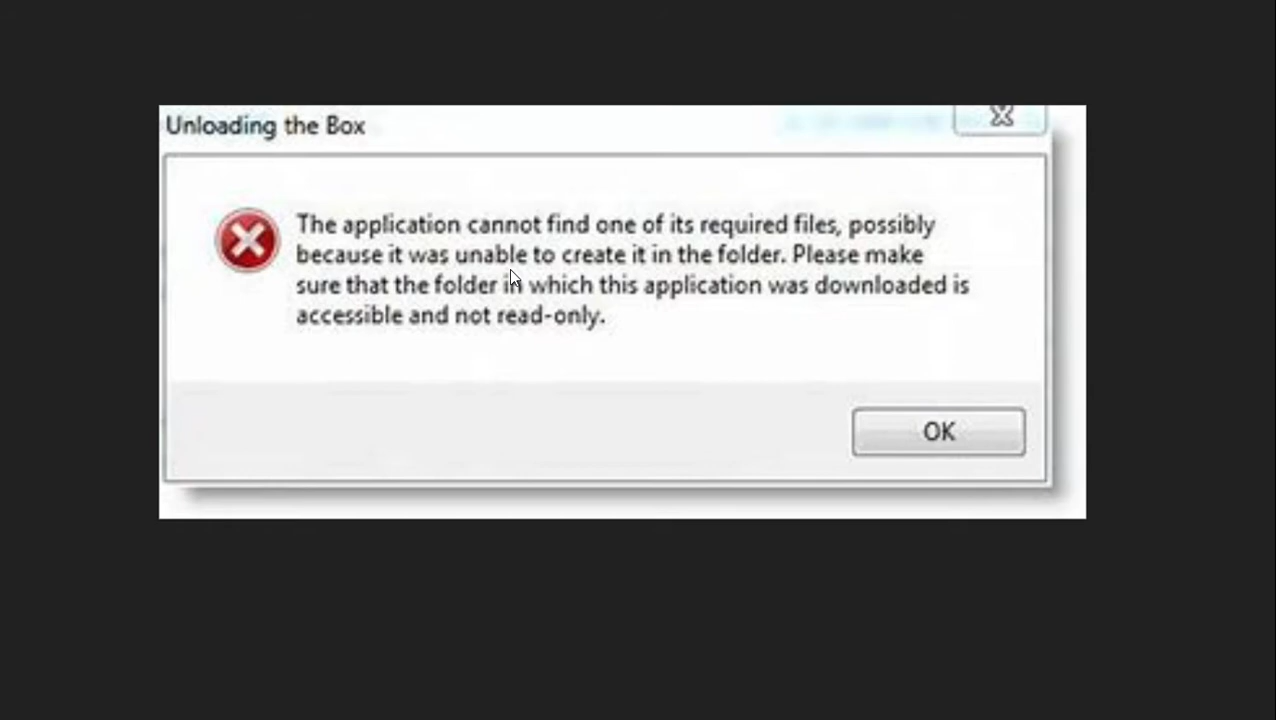 Unloading the Box
The application cannot find one of its required files, possibly
because it was unable to create it in the folder. Please make
sure that the folder in which this application was downloaded is
accessible and not read-only.
OK